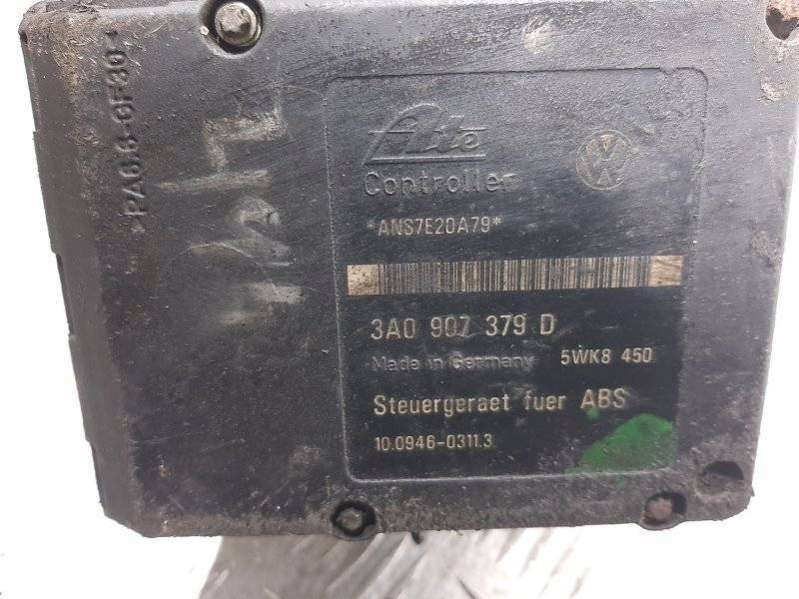 >PA6.6-GF30<
Ate
Controller
*ANS7E20A79*
3A0 907 379 D
Made in Germany 5WK8 450
Steuergeraet fuer ABS
10.0946-0311.3